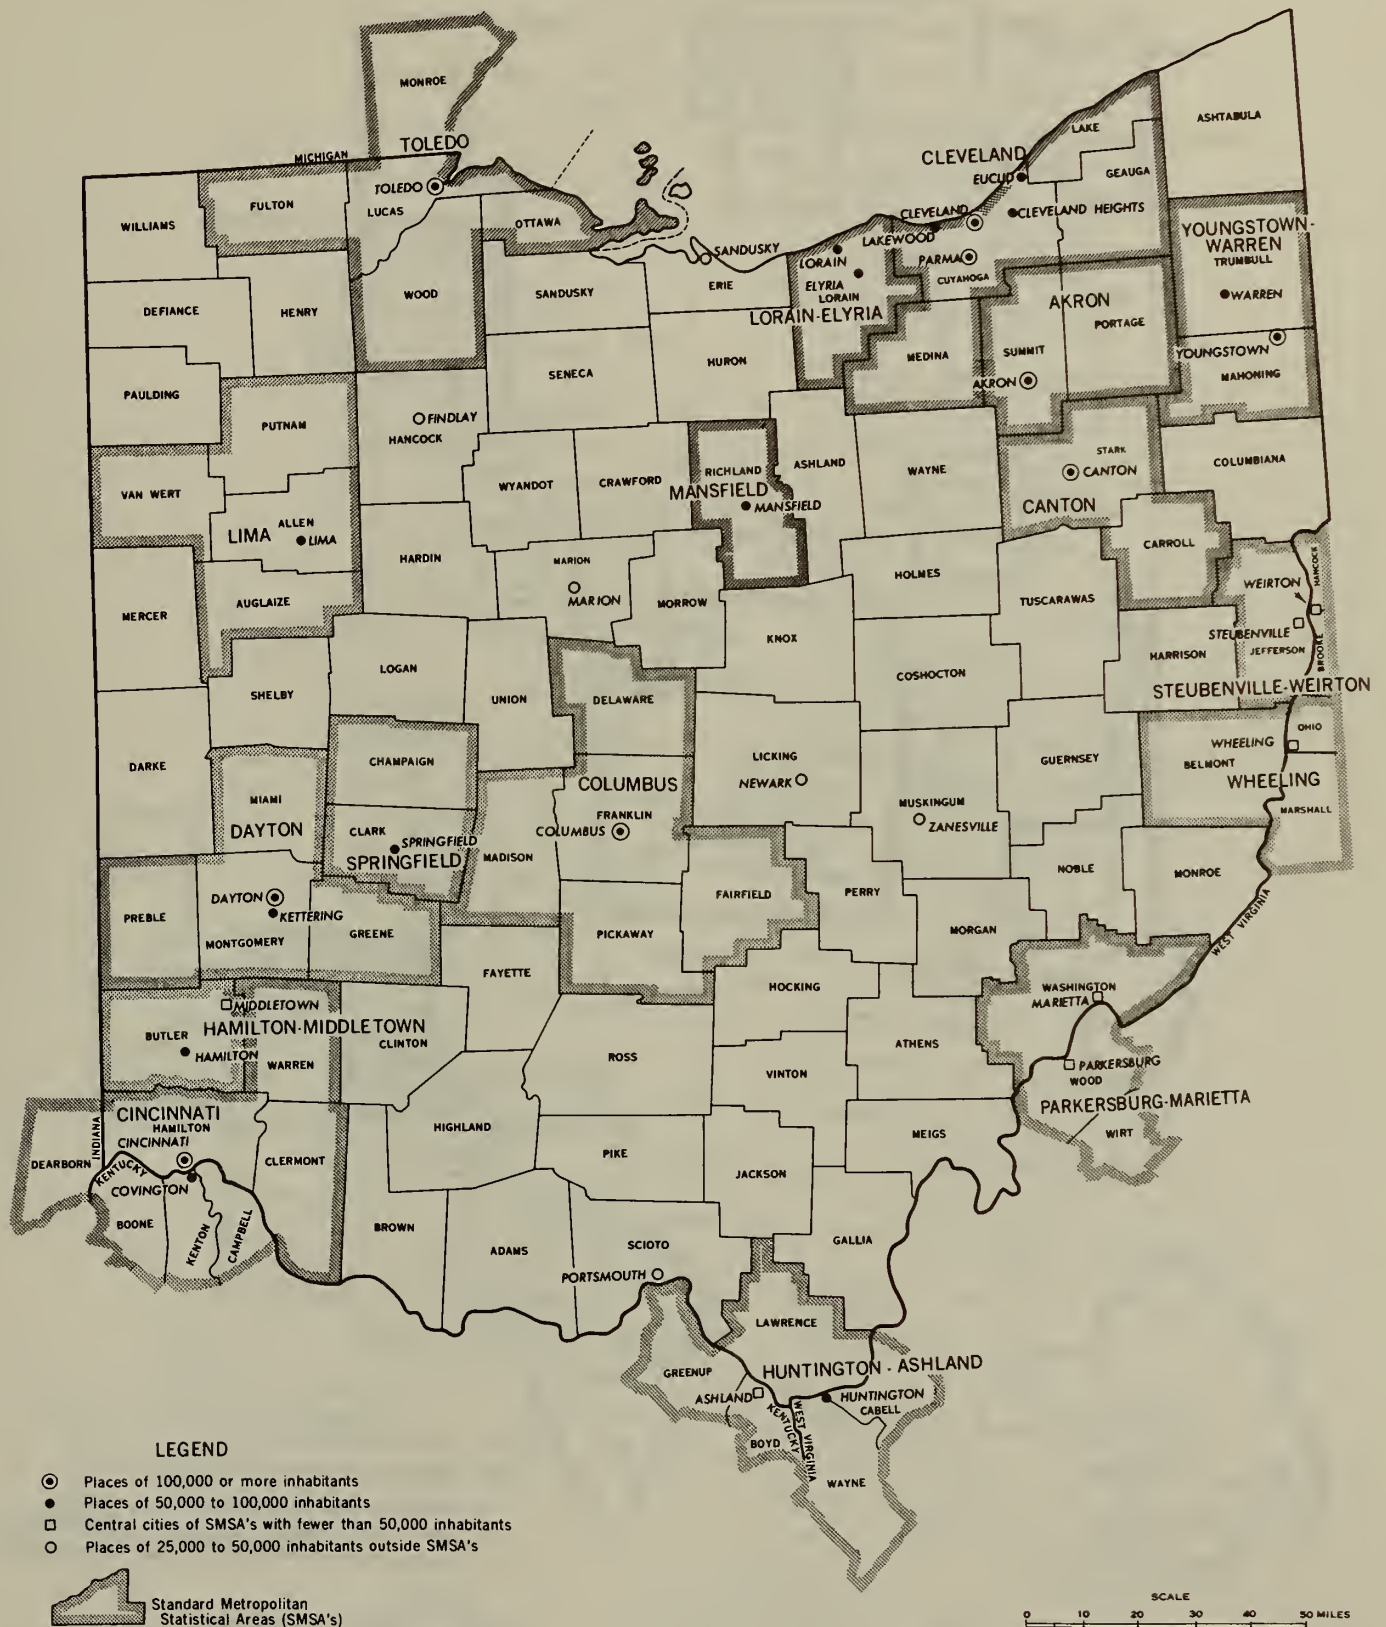 MONROE
TOLEDO
MICHIGAN
TOLEDO
LUCAS
WILLIAMS
FULTON
OTTAWA
LAKE
ASHTABULA
CLEVELAND
EUCLID
GEAUGA
CLEVELAND
CLEVELAND HEIGHTS
LAKEWOOD
PARMA
CUYAHOGA
YOUNGSTOWN-
WARREN
TRUMBULL
WARREN
SANDUSKY
LORAIN
ELYRIA
LORAIN
LORAIN-ELYRIA
DEFIANCE
HENRY
WOOD
SANDUSKY
ERIE
AKRON
PORTAGE
SUMMIT
AKRON
MEDINA
YOUNGSTOWN
MAHONING
PAULDING
PUTNAM
SENECA
HURON
FINDLAY
HANCOCK
VAN WERT
LIMA
ALLEN
LIMA
WYANDOT
CRAWFORD
RICHLAND
MANSFIELD
MANSFIELD
ASHLAND
WAYNE
STARK
CANTON
CANTON
COLUMBIANA
MERCER
AUGLAIZE
HARDIN
MARION
MARION
MORROW
HOLMES
TUSCARAWAS
CARROLL
WEIRTON
HANCOCK
STEUBENVILLE
JEFFERSON
BROOKE
STEUBENVILLE-WEIRTON
KNOX
COSHOCTON
HARRISON
LOGAN
SHELBY
UNION
DELAWARE
DARKE
CHAMPAIGN
LICKING
NEWARK
GUERNSEY
OHIO
WHEELING
BELMONT
WHEELING
MARSHALL
MIAMI
DAYTON
CLARK
SPRINGFIELD
SPRINGFIELD
COLUMBUS
FRANKLIN
COLUMBUS
MADISON
MUSKINGUM
ZANESVILLE
NOBLE
MONROE
WEST VIRGINIA
PREBLE
DAYTON
KETTERING
MONTGOMERY
GREENE
PICKAWAY
FAIRFIELD
PERRY
MORGAN
FAYETTE
HOCKING
WASHINGTON
MARIETTA
MIDDLETOWN
HAMILTON-MIDDLETOWN
BUTLER
HAMILTON
WARREN
CLINTON
ROSS
VINTON
ATHENS
PARKERSBURG
WOOD
PARKERSBURG-MARIETTA
WIRT
CINCINNATI
HAMILTON
CINCINNATI
DEARBORN
INDIANA
KENTUCKY
COVINGTON
BOONE
KENTON
CAMPBELL
CLERMONT
HIGHLAND
PIKE
JACKSON
MEIGS
BROWN
ADAMS
SCIOTO
PORTSMOUTH
GALLIA
LAWRENCE
GREENUP
HUNTINGTON - ASHLAND
ASHLAND
HUNTINGTON
CABELL
KENTUCKY
WEST VIRGINIA
BOYD
WAYNE
LEGEND
Places of 100,000 or more inhabitants
Places of 50,000 to 100,000 inhabitants
Central cities of SMSA's with fewer than 50,000 inhabitants
Places of 25,000 to 50,000 inhabitants outside SMSA's
Standard Metropolitan
Statistical Areas (SMSA's)
SCALE
0 10 20 30 40 50 MILES